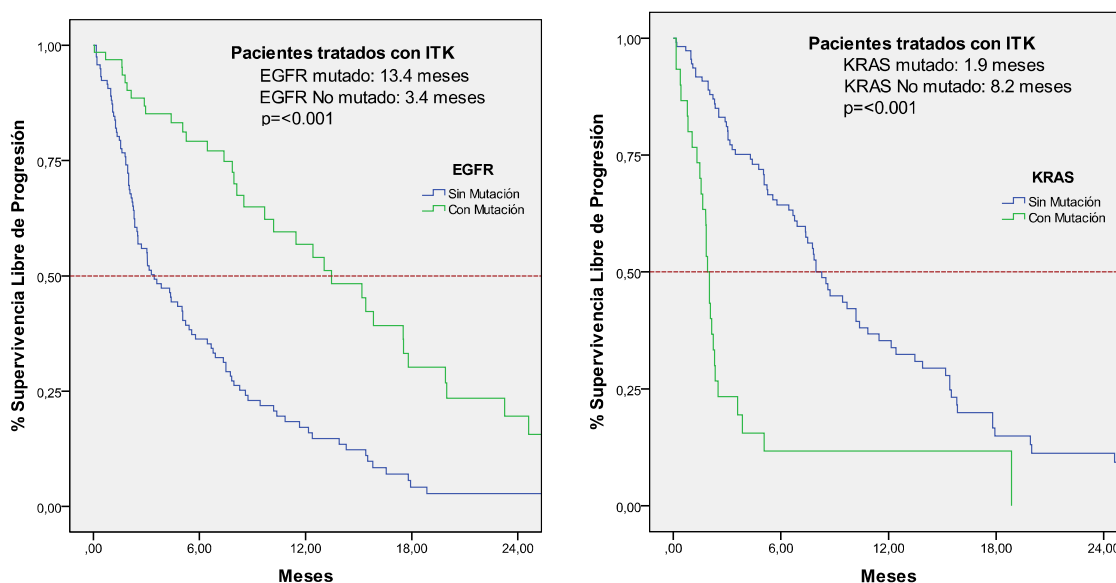 Pacientes tratados con ITK
EGFR mutado: 13.4 meses
EGFR No mutado: 3.4 meses
p=<0.001
EGFR
Sin Mutación
Con Mutación
% Supervivencia Libre de Progresión
1,00
0,75
0,50
0,25
0,00
,00
6,00
12,00
18,00
24,00
Meses
Pacientes tratados con ITK
KRAS mutado: 1.9 meses
KRAS No mutado: 8.2 meses
p=<0.001
KRAS
Sin Mutación
Con Mutación
% Supervivencia Libre de Progresión
1,00
0,75
0,50
0,25
0,00
,00
6,00
12,00
18,00
24,0
Meses